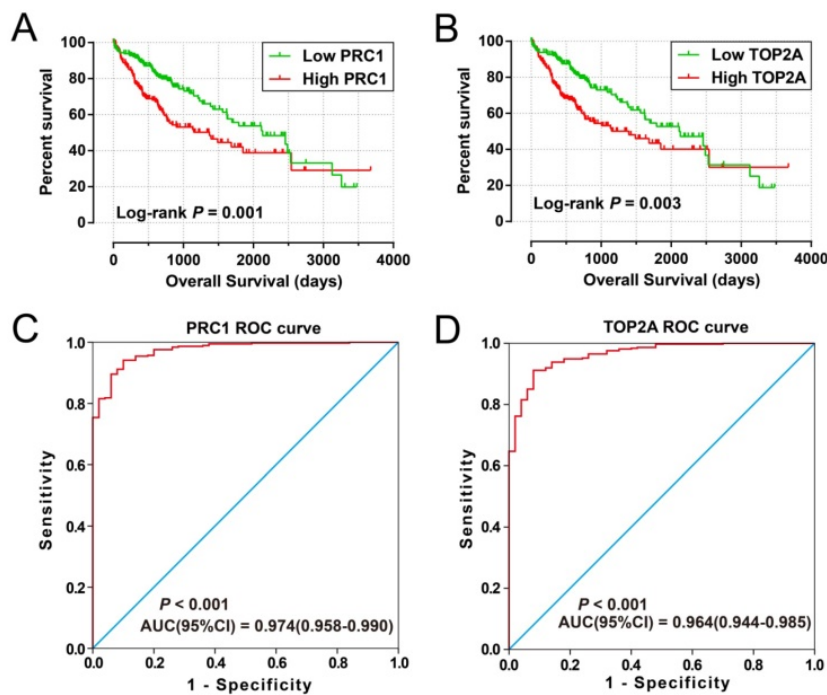 A
100
80
60
40
20
0
Percent survival
Low PRC1
High PRC1
Log-rank P = 0.001
0 1000 2000 3000 4000
Overall Survival (days)
B
100
80
60
40
20
0
Percent survival
Low TOP2A
High TOP2A
Log-rank P = 0.003
0 1000 2000 3000 4000
Overall Survival (days)
C
PRC1 ROC curve
1.0
0.8
0.6
0.4
0.2
0.0
Sensitivity
P < 0.001
AUC(95%CI) = 0.974(0.958-0.990)
0.0 0.2 0.4 0.6 0.8 1.0
1 - Specificity
D
TOP2A ROC curve
1.0
0.8
0.6
0.4
0.2
0.0
Sensitivity
P < 0.001
AUC(95%CI) = 0.964(0.944-0.985)
0.0 0.2 0.4 0.6 0.8 1.0
1 - Specificity